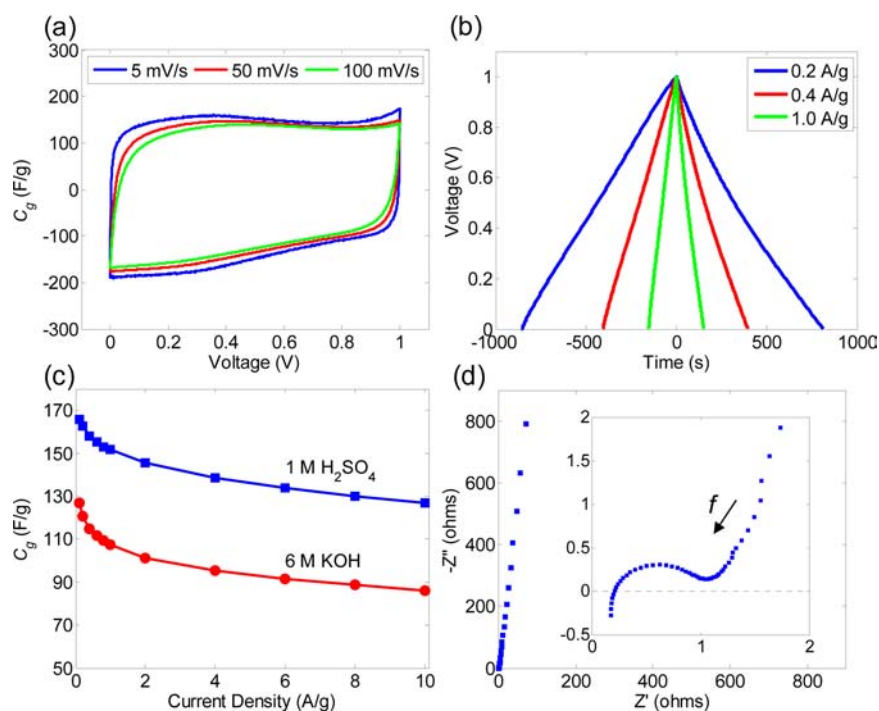 (a)
300
200
100
0
-100
-200
-300
C_g (F/g)
5 mV/s 50 mV/s 100 mV/s
0 0.2 0.4 0.6 0.8 1
Voltage (V)
(b)
1
0.8
0.6
0.4
0.2
0
Voltage (V)
0.2 A/g
0.4 A/g
1.0 A/g
-1000 -500 0 500 1000
Time (s)
(c)
170
150
130
110
90
70
50
C_g (F/g)
1 M H₂SO₄
6 M KOH
0 2 4 6 8 10
Current Density (A/g)
(d)
800
600
400
200
0
-Z" (ohms)
2
1.5
1
0.5
0
-0.5
f
0 1 2
0 200 400 600 800
Z' (ohms)